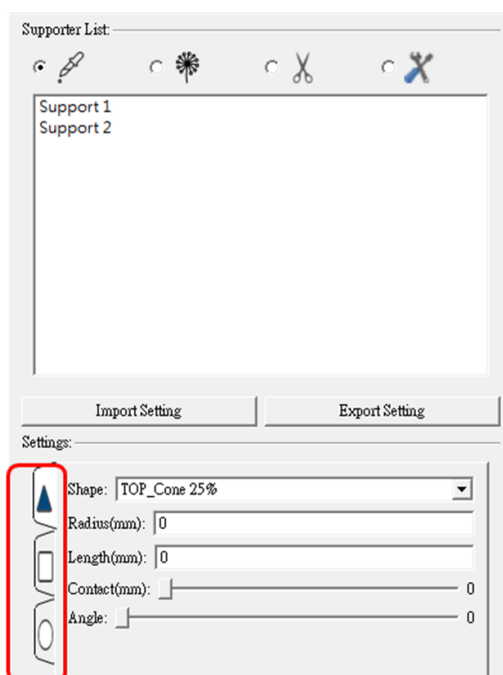 Supporter List:
Support 1
Support 2
Import Setting Export Setting
Settings:
Shape: TOP_Cone 25%
Radius(mm): 0
Length(mm): 0
Contact(mm): 0
Angle: 0